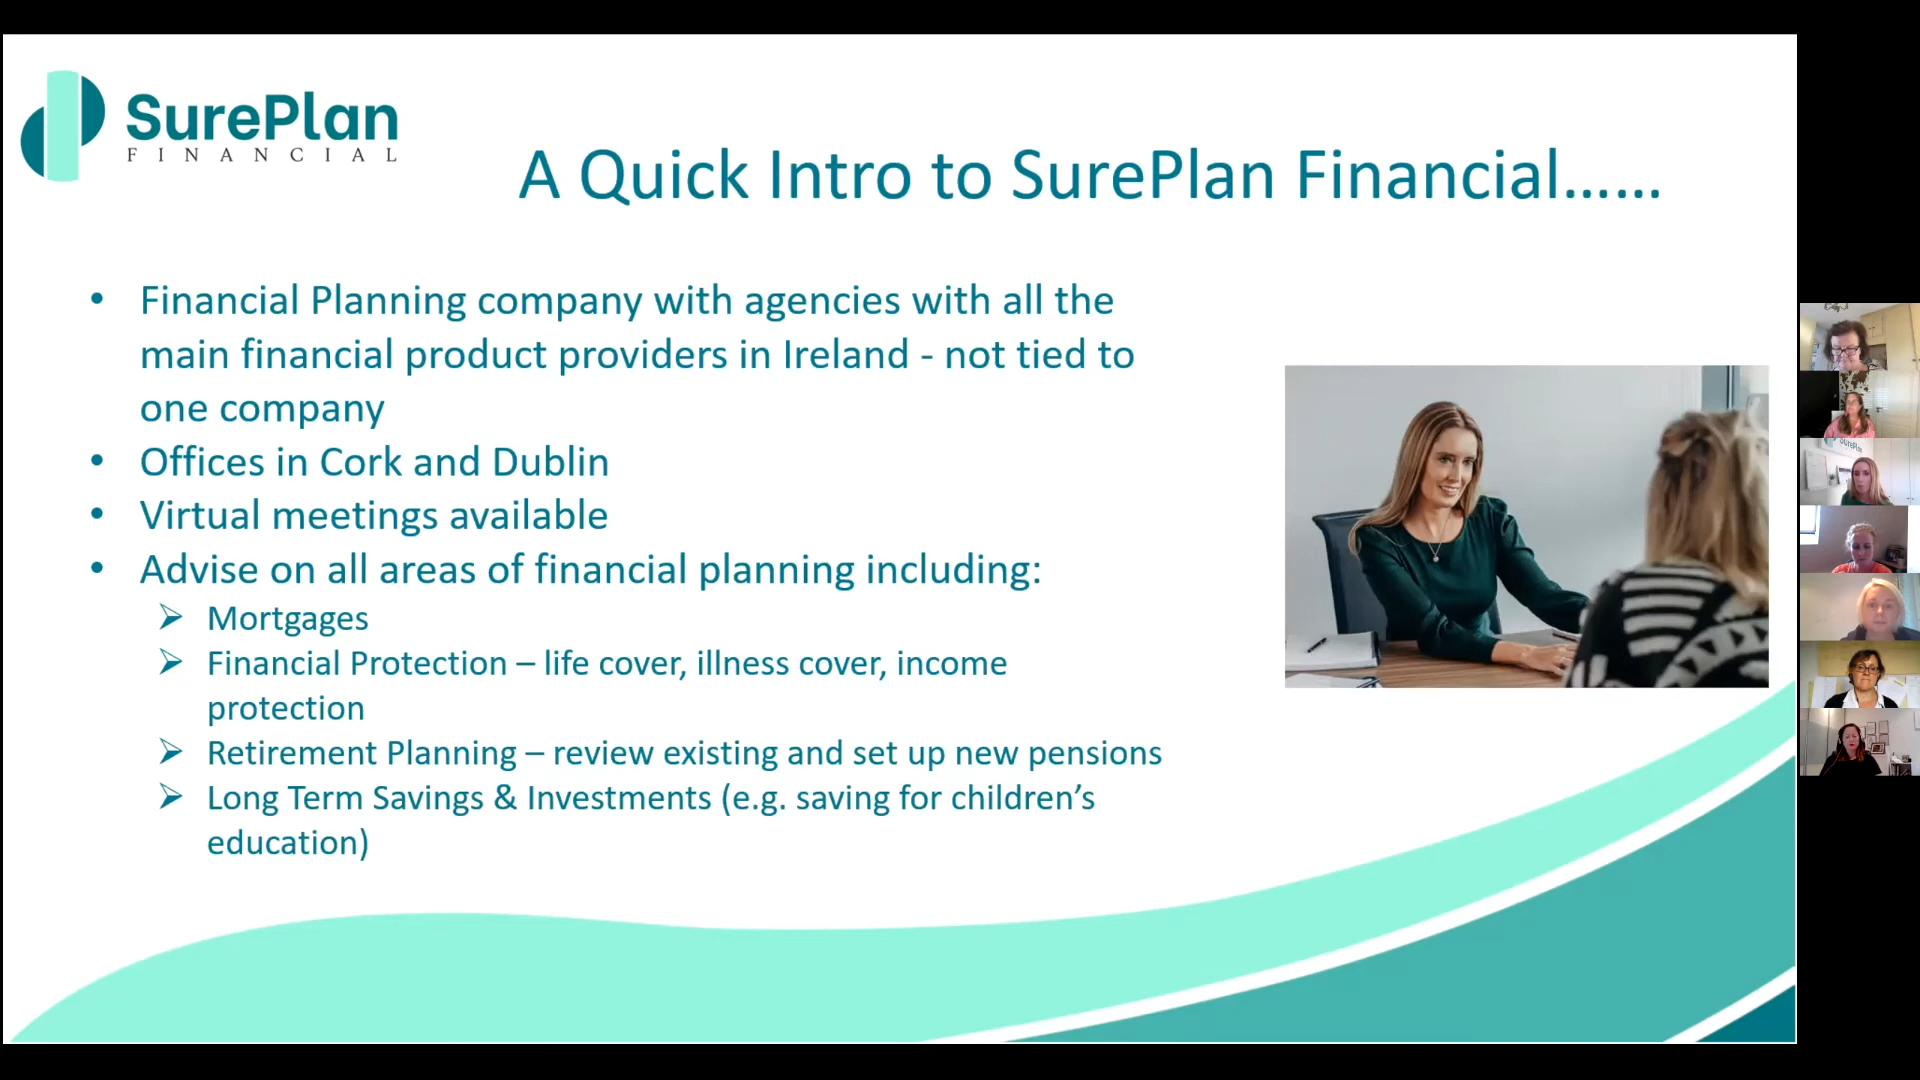 SurePlan
FINANCIAL
A Quick Intro to SurePlan Financial......
• Financial Planning company with agencies with all the
main financial product providers in Ireland - not tied to
one company
• Offices in Cork and Dublin
• Virtual meetings available
• Advise on all areas of financial planning including:
➢ Mortgages
➢ Financial Protection – life cover, illness cover, income
protection
➢ Retirement Planning – review existing and set up new pensions
➢ Long Term Savings & Investments (e.g. saving for children's
education)
SurePlan